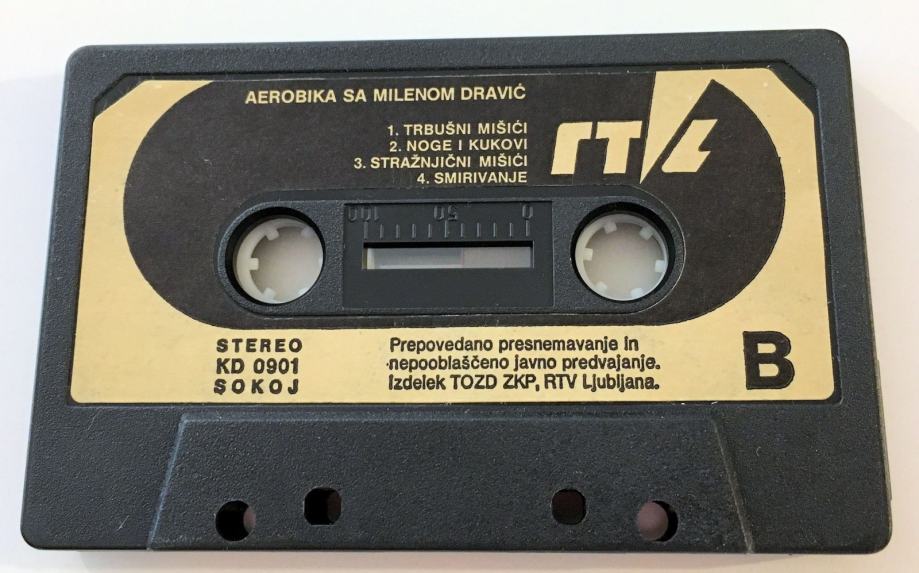 AEROBIKA SA MILENOM DRAVIĆ
1. TRBUŠNI MIŠIĆI
2. NOGE I KUKOVI
3. STRAŽNJIČNI MIŠIĆI
4. SMIRIVANJE
RTVL
100 50 0
STEREO
KD 0901
SOKOJ
Prepovedano presnemavanje in
nepooblaščeno javno predvajanje.
Izdelek TOZD ZKP, RTV Ljubljana.
B